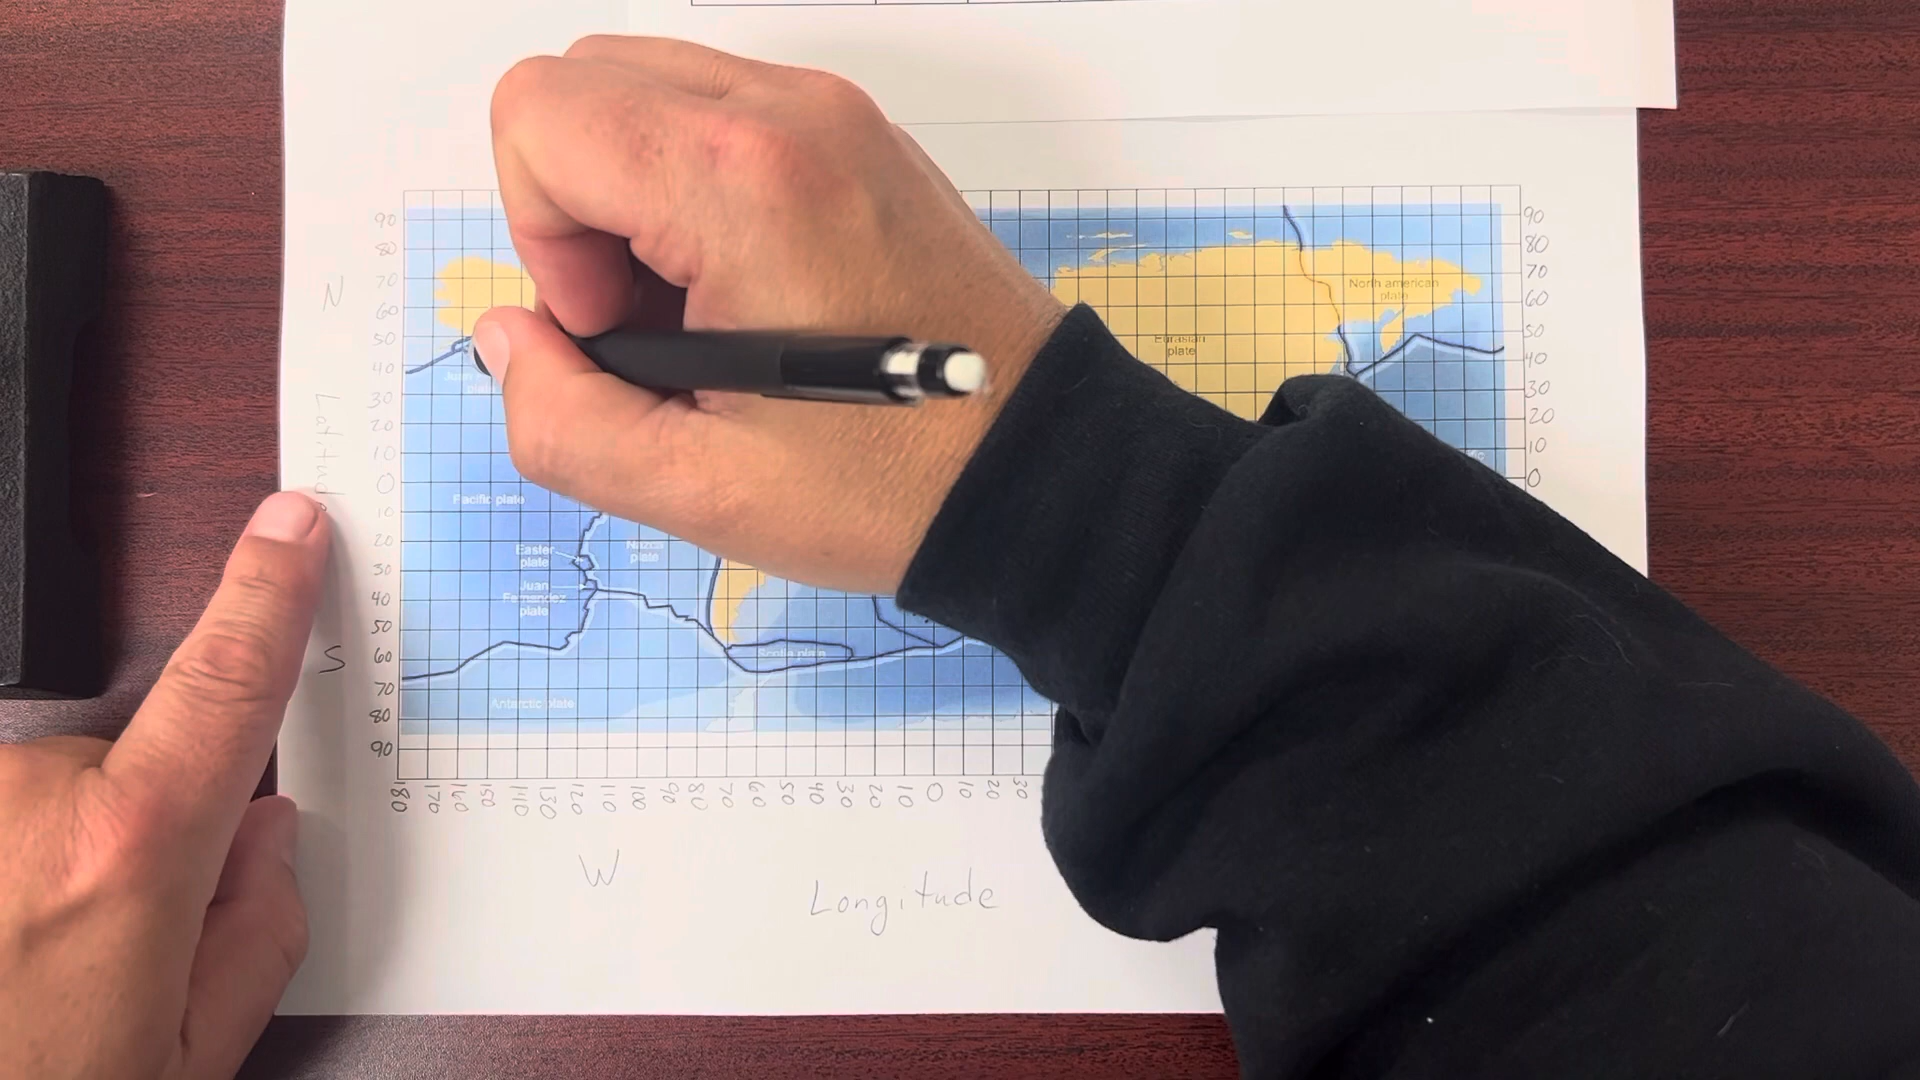 90
80
70
60
50
40
30
20
10
0
10
20
30
40
50
60
70
80
90
N
Latitude
S
180 170 160 150 140 130 120 110 100 90 80 70 60 50 40 30 20 10 0 10 20 30
W
Longitude
90
80
70
60
50
40
30
20
10
0
North american
plate
Eurasian
plate
Pacific plate
Easter
plate
Nazca
plate
Juan
Fernandez
plate
Scotia plate
Antarctic plate
Juan
plate